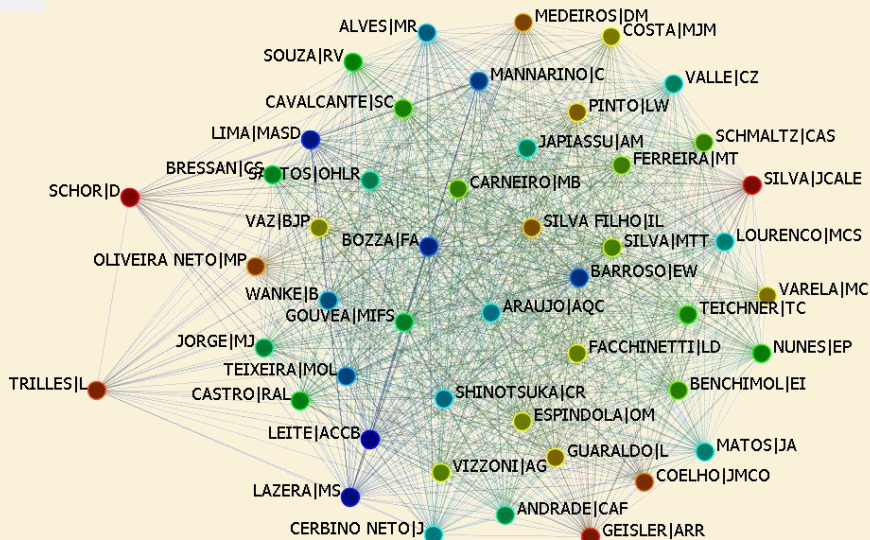 MEDEIROS|DM
ALVES|MR
COSTA|MJM
SOUZA|RV
MANNARINO|C
VALLE|CZ
CAVALCANTE|SC
PINTO|LW
LIMA|MASD
JAPIASSU|AM
SCHMALTZ|CAS
FERREIRA|MT
BRESSAN|CS
SANTOS|OHLR
SILVA|JCALE
CARNEIRO|MB
SCHOR|D
VAZ|BJP
SILVA FILHO|IL
BOZZA|FA
SILVA|MTT
LOURENCO|MCS
OLIVEIRA NETO|MP
BARROSO|EW
WANKE|B
VARELA|MC
GOUVEA|MIFS
ARAUJO|AQC
TEICHNER|TC
JORGE|MJ
FACCHINETTI|LD
NUNES|EP
TEIXEIRA|MOL
TRILLES|L
CASTRO|RAL
SHINOTSUKA|CR
BENCHIMOL|EI
ESPINDOLA|OM
LEITE|ACCB
MATOS|JA
GUARALDO|L
VIZZONI|AG
COELHO|JMCO
LAZERA|MS
ANDRADE|CAF
CERBINO NETO|J
GEISLER|ARR